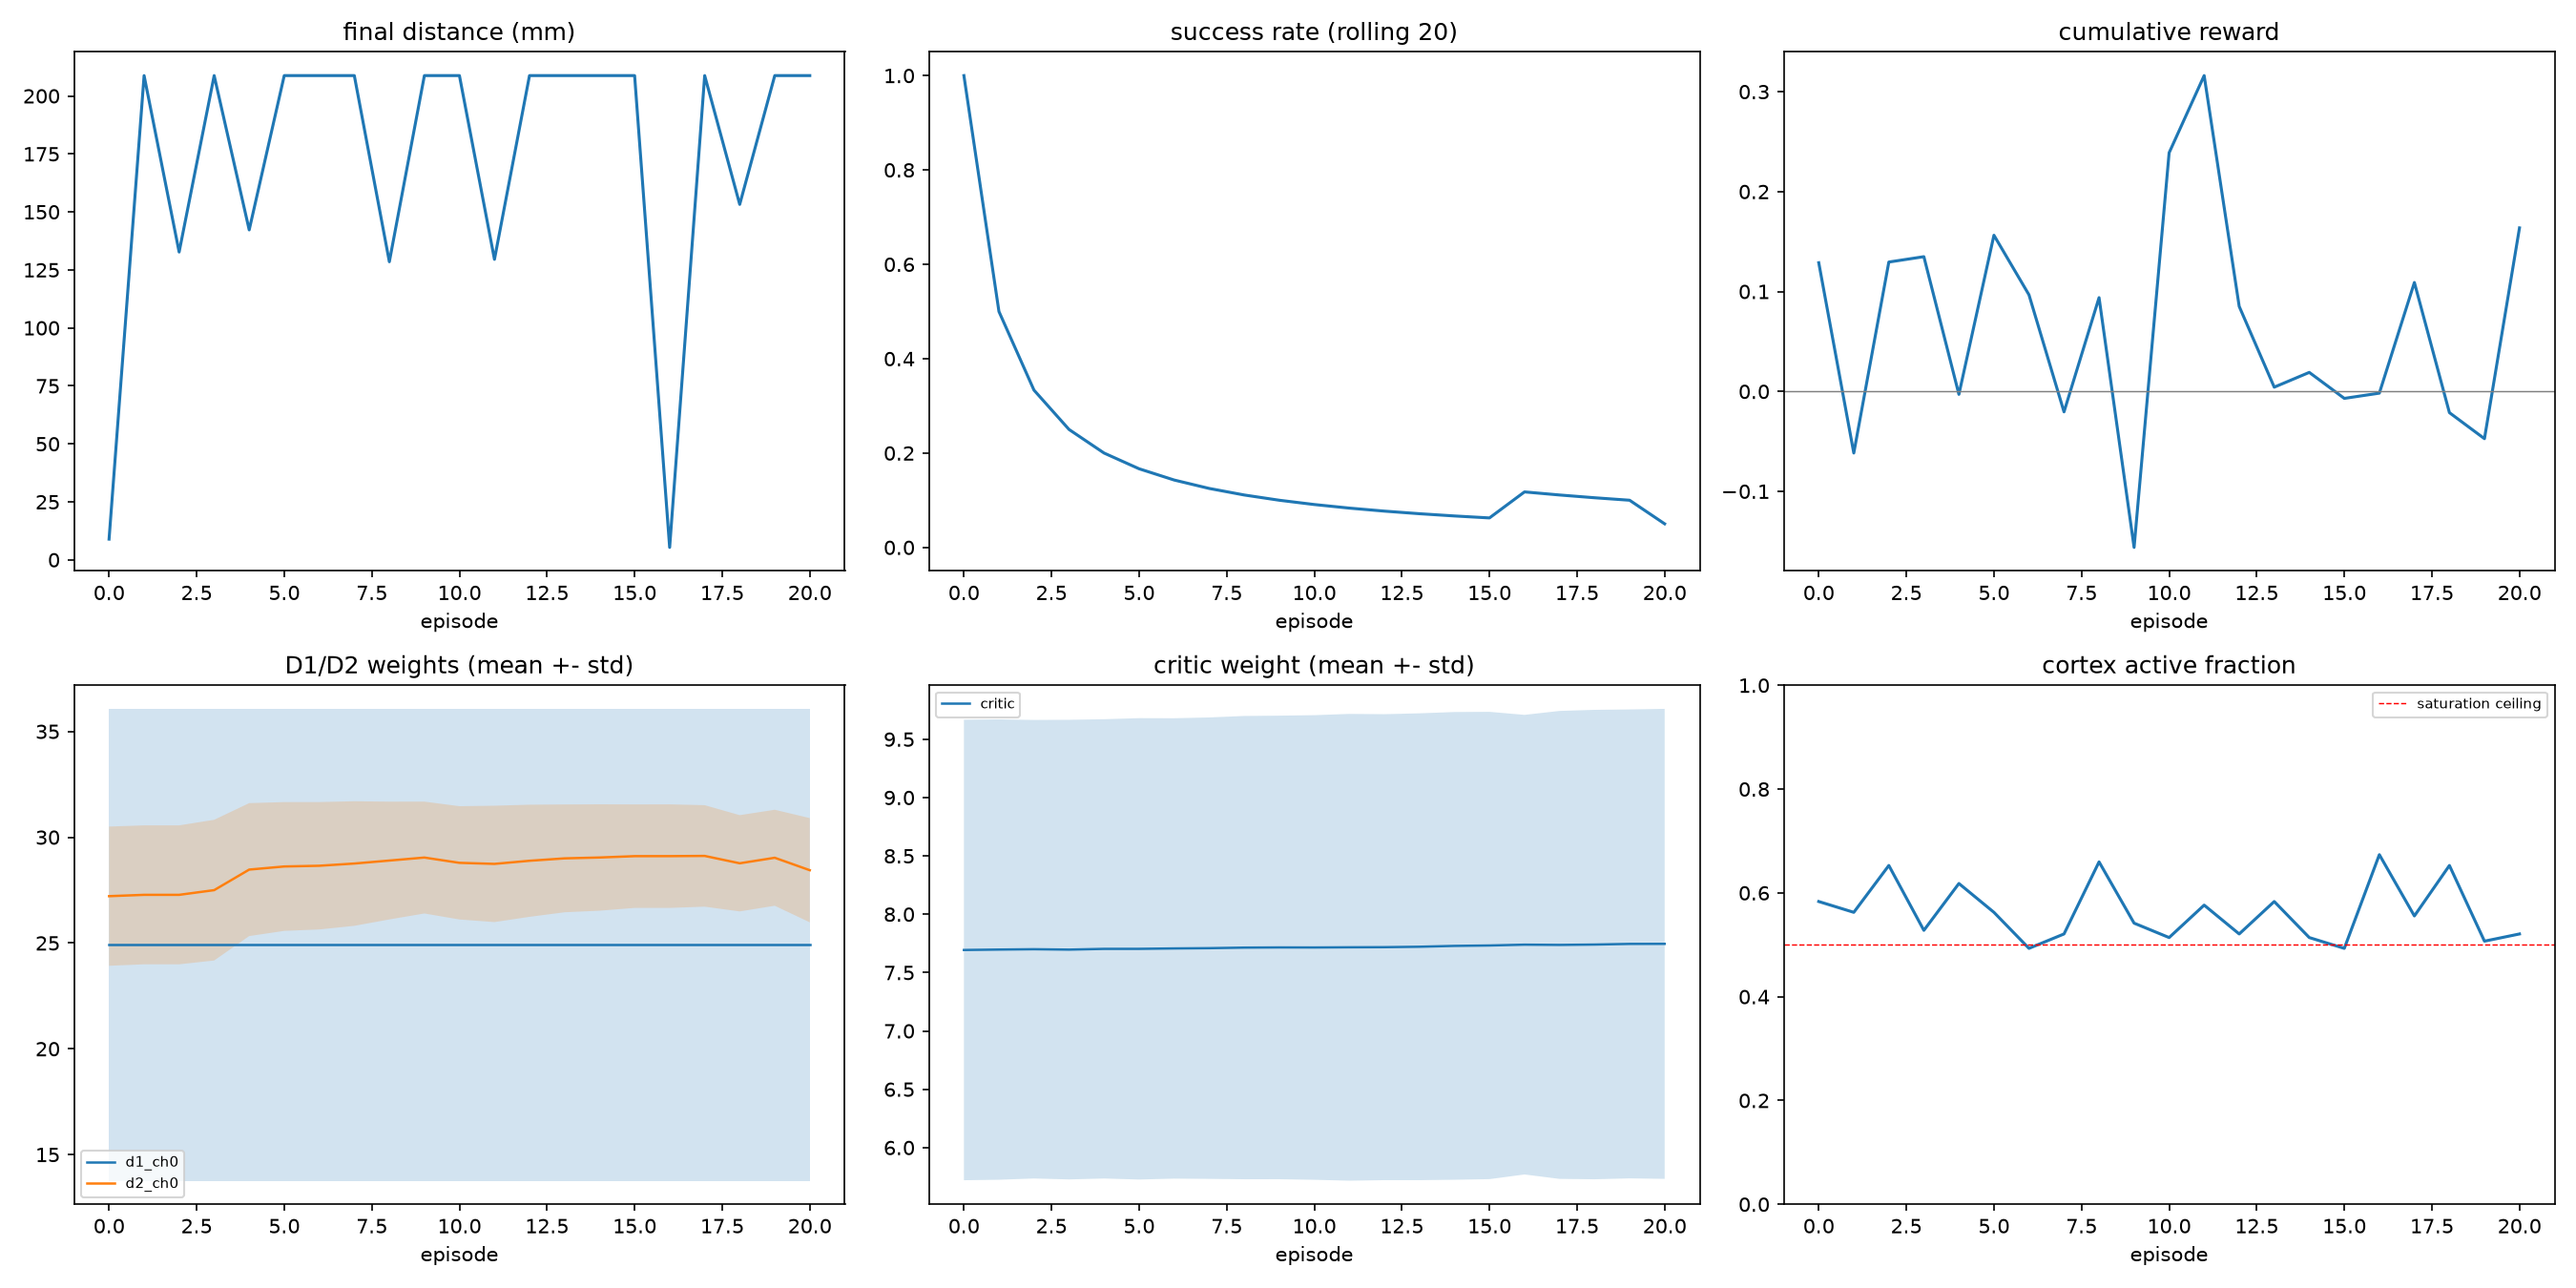 final distance (mm)
200
175
150
125
100
75
50
25
0
0.0 2.5 5.0 7.5 10.0 12.5 15.0 17.5 20.0
episode
success rate (rolling 20)
1.0
0.8
0.6
0.4
0.2
0.0
0.0 2.5 5.0 7.5 10.0 12.5 15.0 17.5 20.0
episode
cumulative reward
0.3
0.2
0.1
0.0
−0.1
0.0 2.5 5.0 7.5 10.0 12.5 15.0 17.5 20.0
episode
D1/D2 weights (mean +- std)
35
30
25
20
15
d1_ch0
d2_ch0
0.0 2.5 5.0 7.5 10.0 12.5 15.0 17.5 20.0
episode
critic weight (mean +- std)
critic
9.5
9.0
8.5
8.0
7.5
7.0
6.5
6.0
0.0 2.5 5.0 7.5 10.0 12.5 15.0 17.5 20.0
episode
cortex active fraction
saturation ceiling
1.0
0.8
0.6
0.4
0.2
0.0
0.0 2.5 5.0 7.5 10.0 12.5 15.0 17.5 20.0
episode